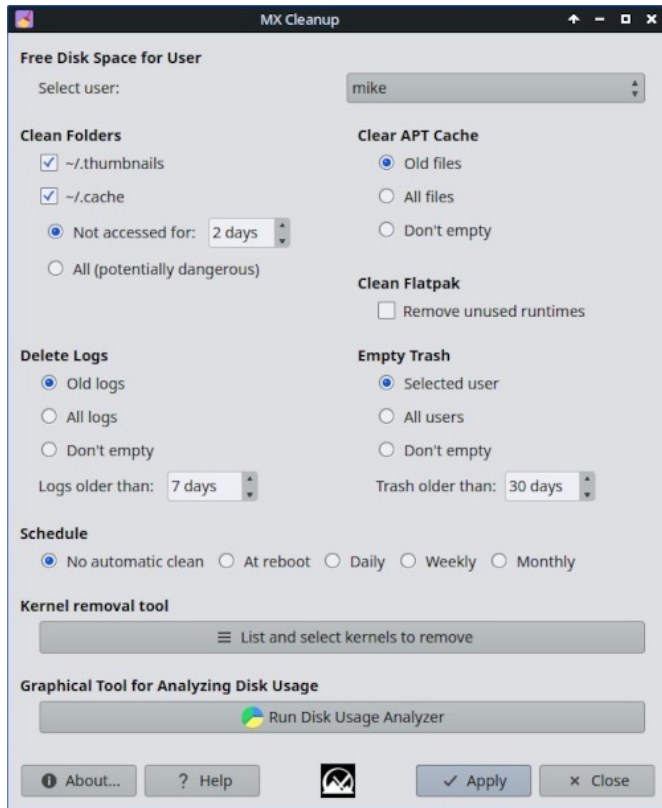 MX Cleanup
Free Disk Space for User
Select user: mike
Clean Folders
~/.thumbnails
~/.cache
Not accessed for: 2 days
All (potentially dangerous)
Clear APT Cache
Old files
All files
Don't empty
Clean Flatpak
Remove unused runtimes
Delete Logs
Old logs
All logs
Don't empty
Logs older than: 7 days
Empty Trash
Selected user
All users
Don't empty
Trash older than: 30 days
Schedule
No automatic clean At reboot Daily Weekly Monthly
Kernel removal tool
List and select kernels to remove
Graphical Tool for Analyzing Disk Usage
Run Disk Usage Analyzer
About... ? Help Apply Close